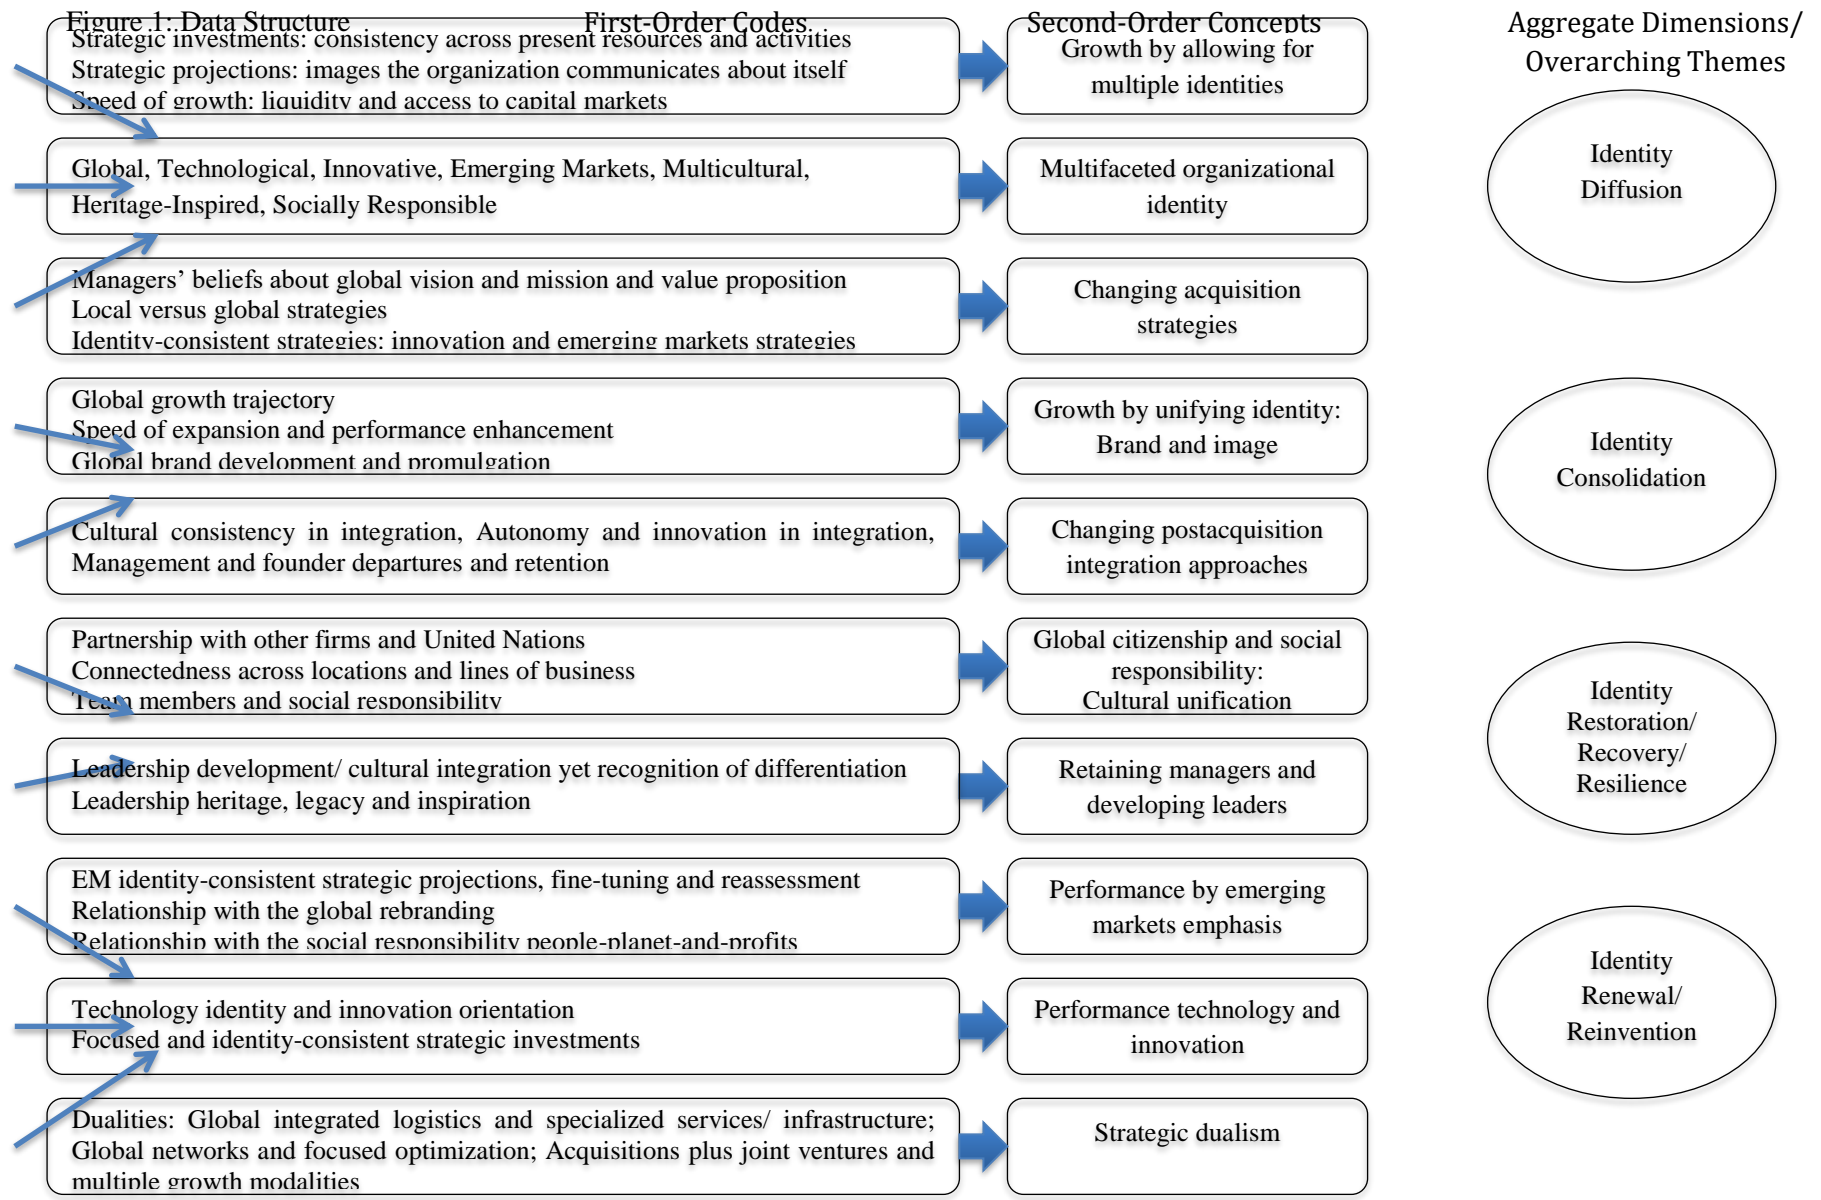 Figure 1: Data Structure
First-Order Codes
Second-Order Concepts
Aggregate Dimensions/
Overarching Themes
Strategic investments: consistency across present resources and activities
Strategic projections: images the organization communicates about itself
Speed of growth: liquidity and access to capital markets
Growth by allowing for
multiple identities
Global, Technological, Innovative, Emerging Markets, Multicultural,
Heritage-Inspired, Socially Responsible
Multifaceted organizational
identity
Identity
Diffusion
Managers’ beliefs about global vision and mission and value proposition
Local versus global strategies
Identity-consistent strategies: innovation and emerging markets strategies
Changing acquisition
strategies
Global growth trajectory
Speed of expansion and performance enhancement
Global brand development and promulgation
Growth by unifying identity:
Brand and image
Identity
Consolidation
Cultural consistency in integration, Autonomy and innovation in integration,
Management and founder departures and retention
Changing postacquisition
integration approaches
Partnership with other firms and United Nations
Connectedness across locations and lines of business
Team members and social responsibility
Global citizenship and social
responsibility:
Cultural unification
Identity
Restoration/
Recovery/
Resilience
Leadership development/ cultural integration yet recognition of differentiation
Leadership heritage, legacy and inspiration
Retaining managers and
developing leaders
EM identity-consistent strategic projections, fine-tuning and reassessment
Relationship with the global rebranding
Relationship with the social responsibility people-planet-and-profits
Performance by emerging
markets emphasis
Identity
Renewal/
Reinvention
Technology identity and innovation orientation
Focused and identity-consistent strategic investments
Performance technology and
innovation
Dualities: Global integrated logistics and specialized services/ infrastructure;
Global networks and focused optimization; Acquisitions plus joint ventures and
multiple growth modalities
Strategic dualism